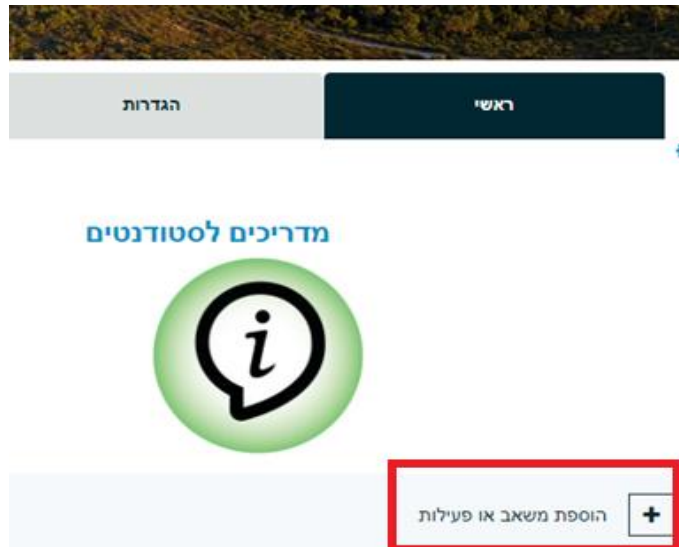 ראשי
הגדרות
מדריכים לסטודנטים
i
+ הוספת משאב או פעילות